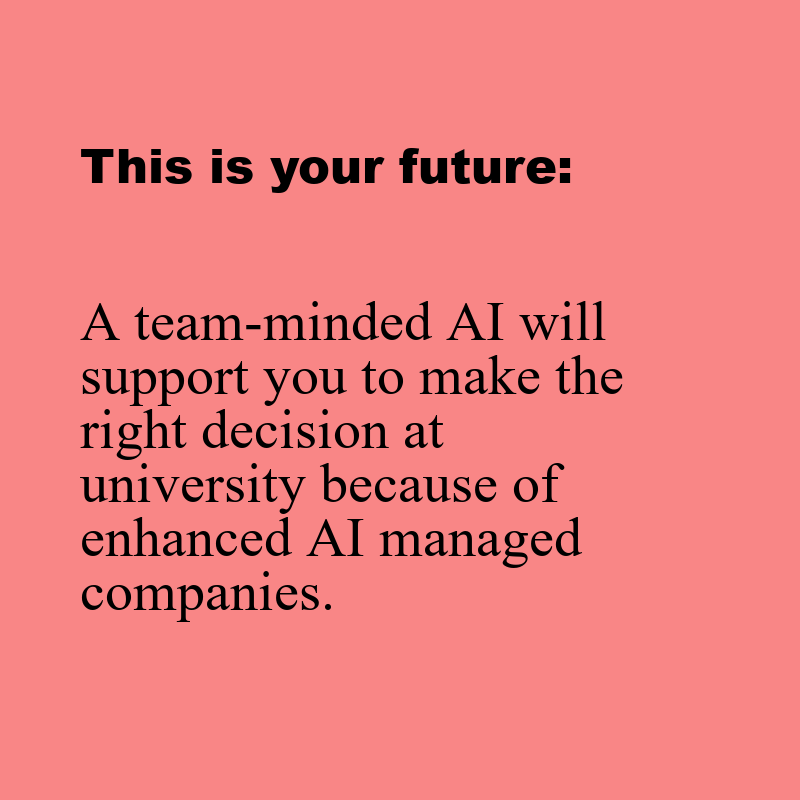 This is your future:
A team-minded AI will
support you to make the
right decision at
university because of
enhanced AI managed
companies.